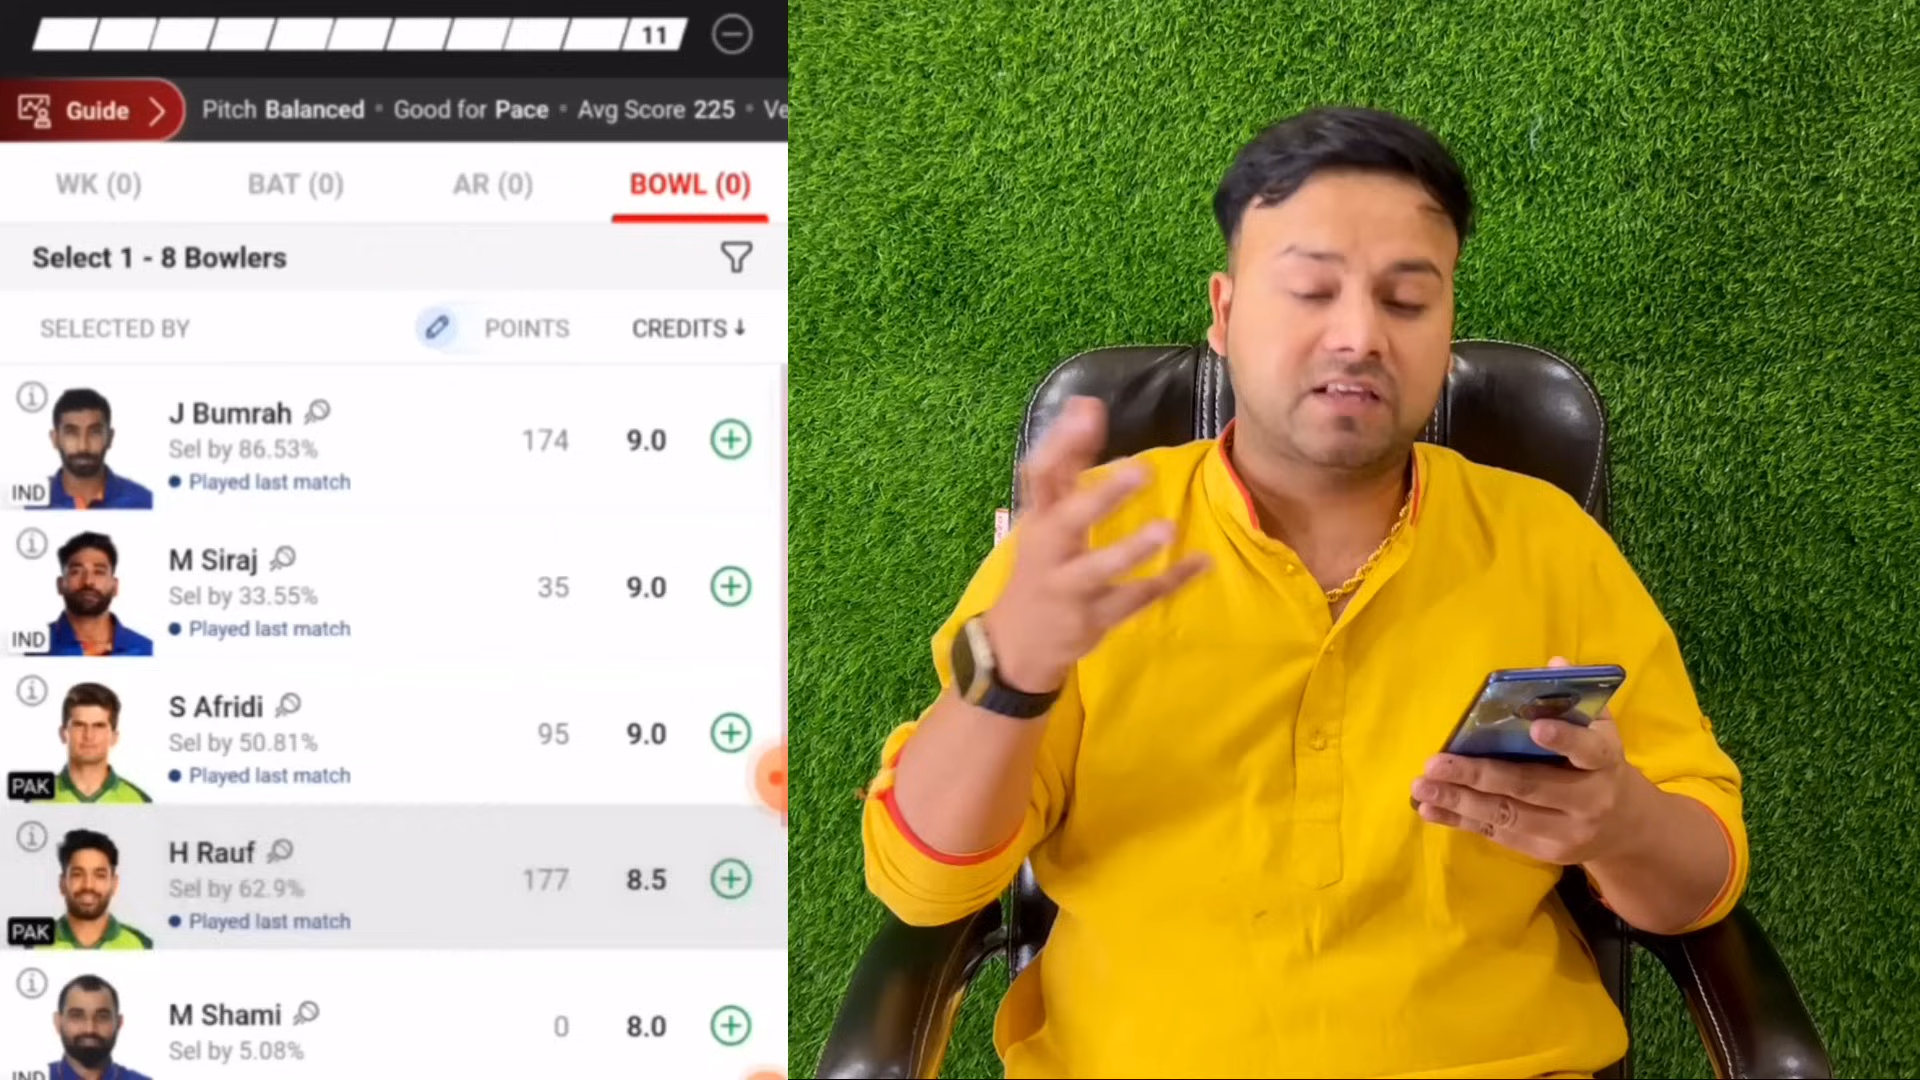 11
Guide
Pitch Balanced • Good for Pace • Avg Score 225 • Ve
WK (0) BAT (0) AR (0) BOWL (0)
Select 1 - 8 Bowlers
SELECTED BY POINTS CREDITS ↓
J Bumrah
Sel by 86.53% 174 9.0
Played last match
IND
M Siraj
Sel by 33.55% 35 9.0
Played last match
IND
S Afridi
Sel by 50.81% 95 9.0
Played last match
PAK
H Rauf
Sel by 62.9% 177 8.5
Played last match
PAK
M Shami
Sel by 5.08% 0 8.0
IND